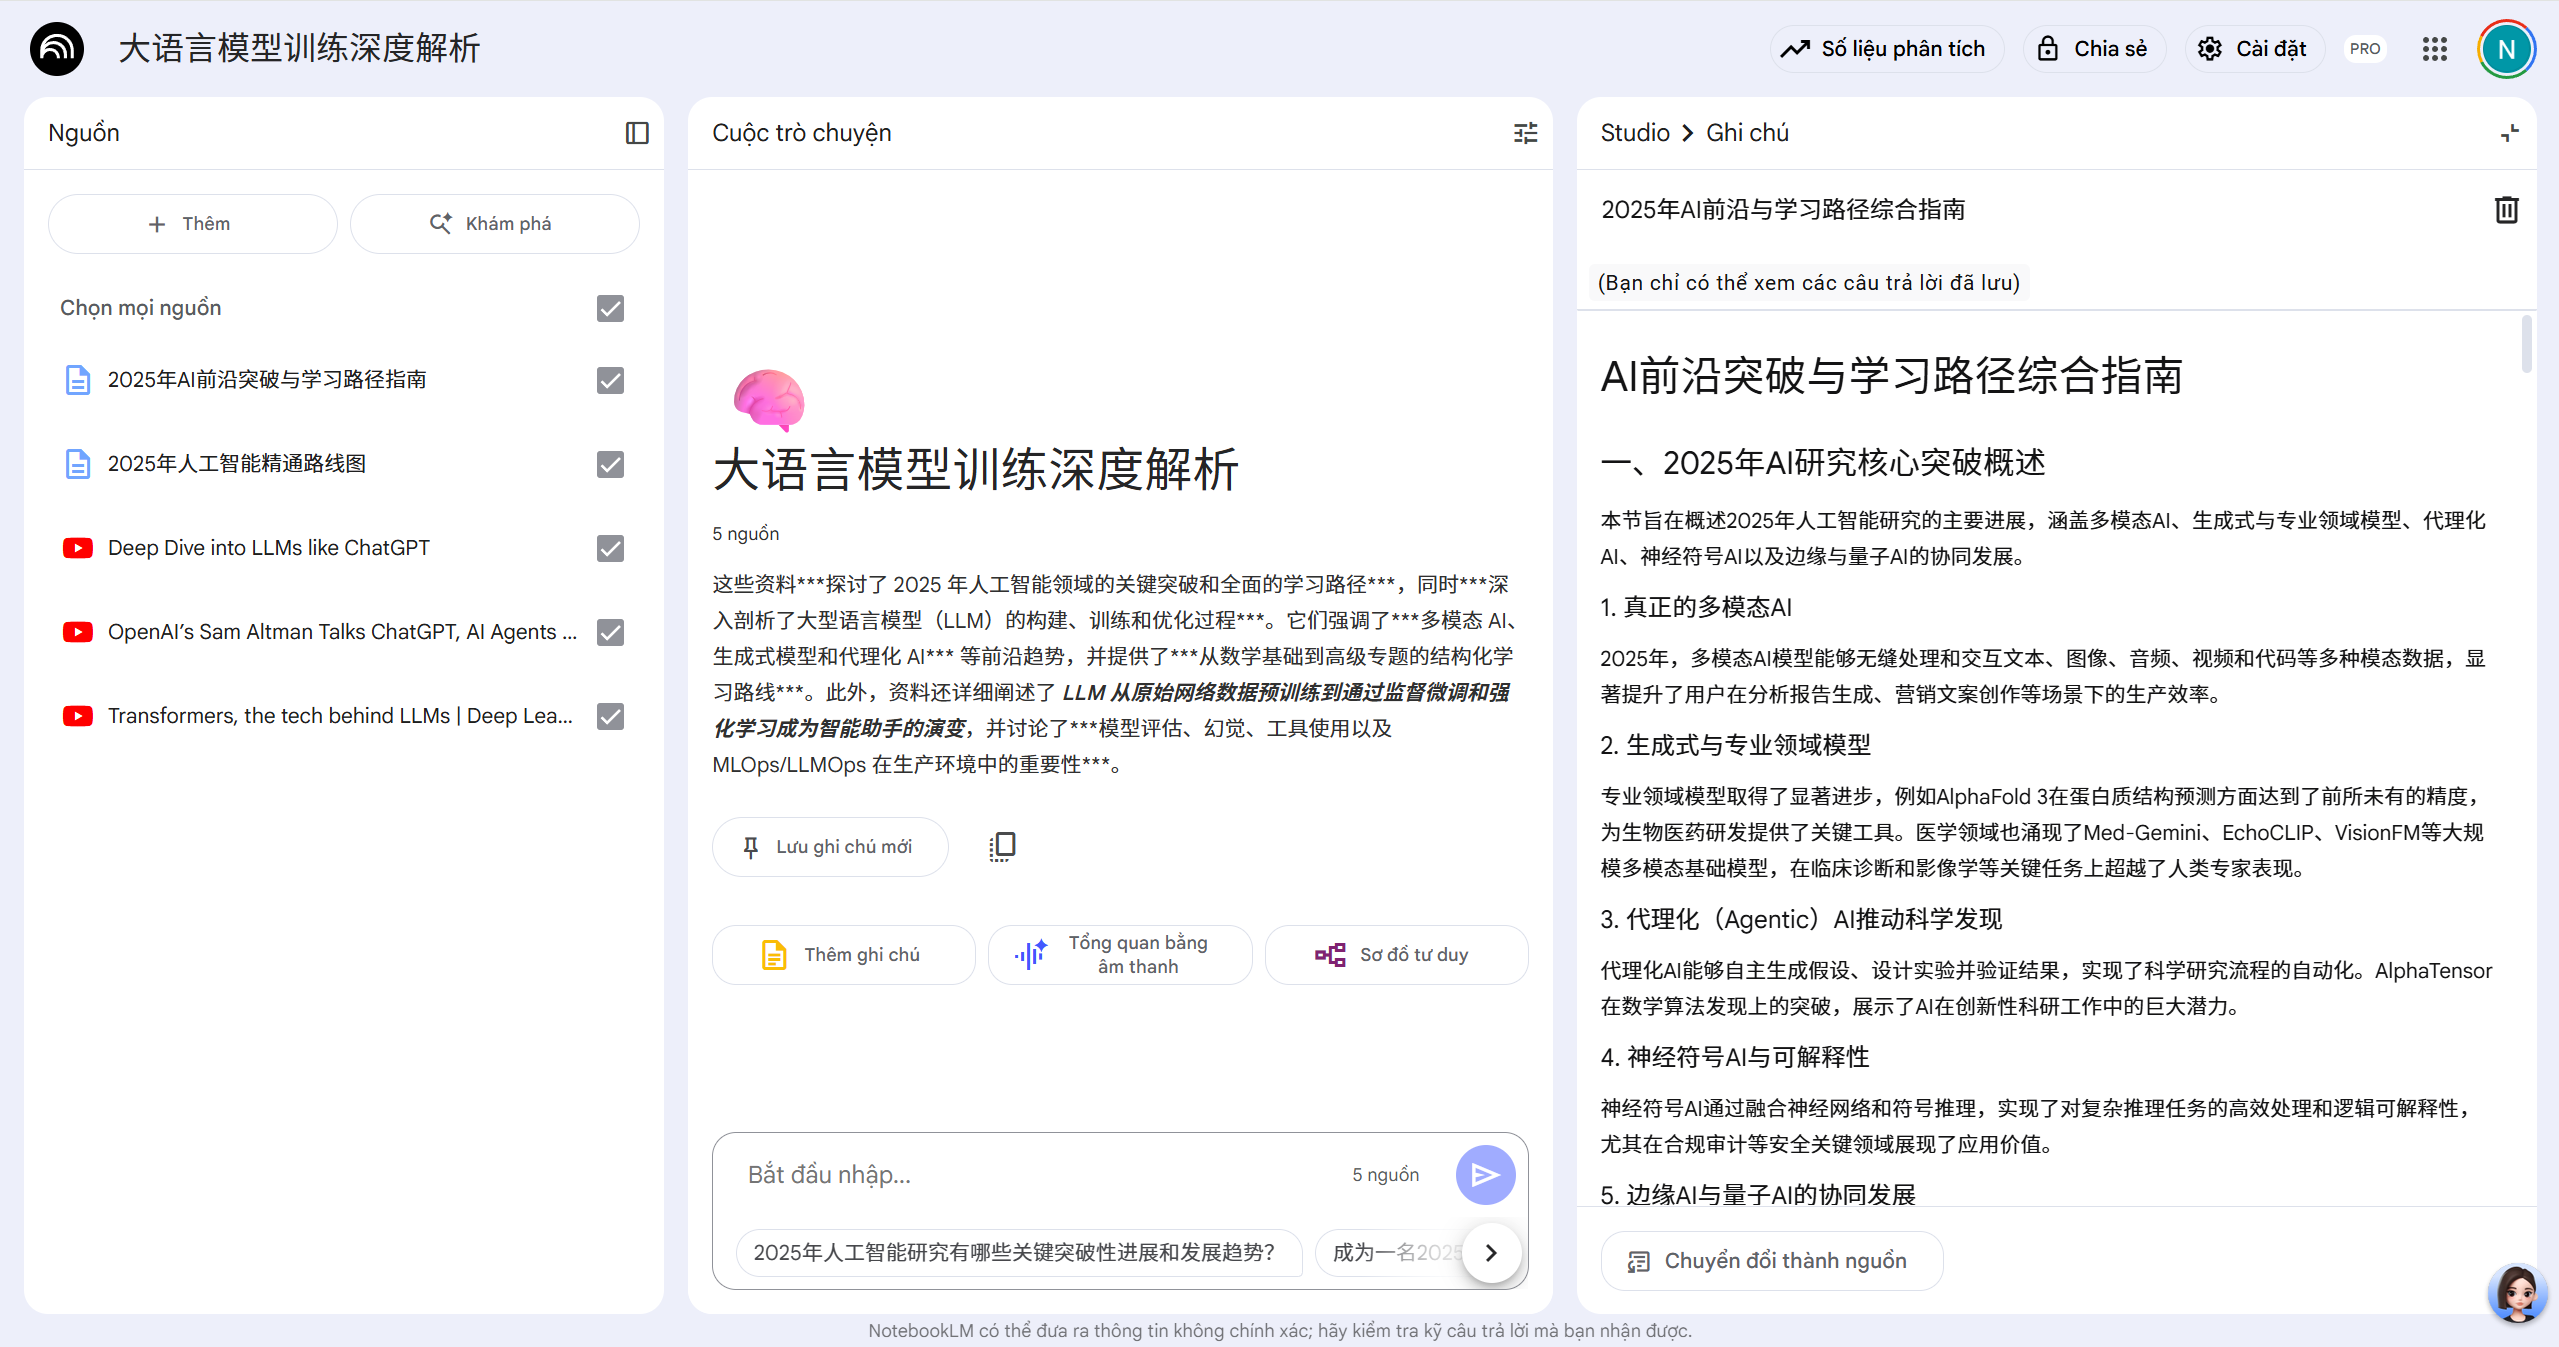 大语言模型训练深度解析
Số liệu phân tích
Chia sẻ
Cài đặt
PRO
N
Nguồn
Thêm
Khám phá
Chọn mọi nguồn
2025年AI前沿突破与学习路径指南
2025年人工智能精通路线图
Deep Dive into LLMs like ChatGPT
OpenAI’s Sam Altman Talks ChatGPT, AI Agents ...
Transformers, the tech behind LLMs | Deep Lea...
Cuộc trò chuyện
大语言模型训练深度解析
5 nguồn
这些资料***探讨了 2025 年人工智能领域的关键突破和全面的学习路径***，同时***深
入剖析了大型语言模型（LLM）的构建、训练和优化过程***。它们强调了***多模态 AI、
生成式模型和代理化 AI*** 等前沿趋势，并提供了***从数学基础到高级专题的结构化学
习路线***。此外，资料还详细阐述了 LLM 从原始网络数据预训练到通过监督微调和强
化学习成为智能助手的演变，并讨论了***模型评估、幻觉、工具使用以及
MLOps/LLMOps 在生产环境中的重要性***。
Lưu ghi chú mới
Thêm ghi chú
Tổng quan bằng
âm thanh
Sơ đồ tư duy
Bắt đầu nhập...
5 nguồn
2025年人工智能研究有哪些关键突破性进展和发展趋势？
成为一名2025
Studio
Ghi chú
2025年AI前沿与学习路径综合指南
(Bạn chỉ có thể xem các câu trả lời đã lưu)
AI前沿突破与学习路径综合指南
一、2025年AI研究核心突破概述
本节旨在概述2025年人工智能研究的主要进展，涵盖多模态AI、生成式与专业领域模型、代理化
AI、神经符号AI以及边缘与量子AI的协同发展。
1. 真正的多模态AI
2025年，多模态AI模型能够无缝处理和交互文本、图像、音频、视频和代码等多种模态数据，显
著提升了用户在分析报告生成、营销文案创作等场景下的生产效率。
2. 生成式与专业领域模型
专业领域模型取得了显著进步，例如AlphaFold 3在蛋白质结构预测方面达到了前所未有的精度，
为生物医药研发提供了关键工具。医学领域也涌现了Med-Gemini、EchoCLIP、VisionFM等大规
模多模态基础模型，在临床诊断和影像学等关键任务上超越了人类专家表现。
3. 代理化（Agentic）AI推动科学发现
代理化AI能够自主生成假设、设计实验并验证结果，实现了科学研究流程的自动化。AlphaTensor
在数学算法发现上的突破，展示了AI在创新性科研工作中的巨大潜力。
4. 神经符号AI与可解释性
神经符号AI通过融合神经网络和符号推理，实现了对复杂推理任务的高效处理和逻辑可解释性，
尤其在合规审计等安全关键领域展现了应用价值。
5. 边缘AI与量子AI的协同发展
Chuyển đổi thành nguồn
NotebookLM có thể đưa ra thông tin không chính xác; hãy kiểm tra kỹ câu trả lời mà bạn nhận được.